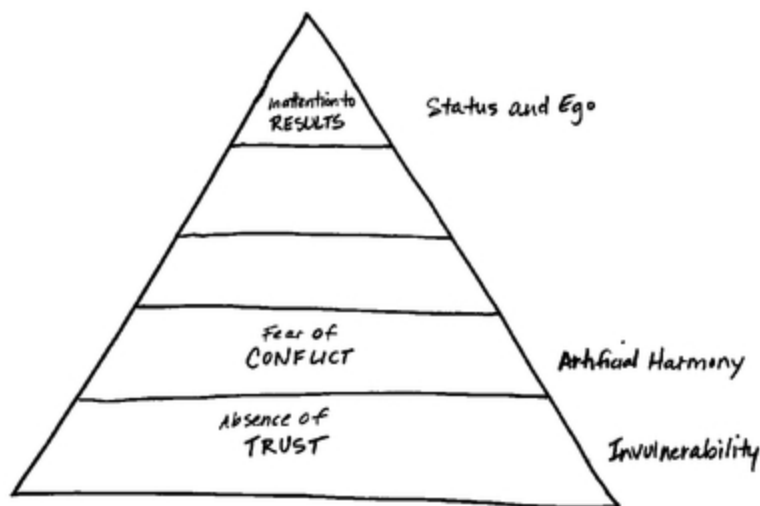 Inattention to
RESULTS
Status and Ego
Fear of
CONFLICT
Artificial Harmony
Absence of
TRUST
Invulnerability